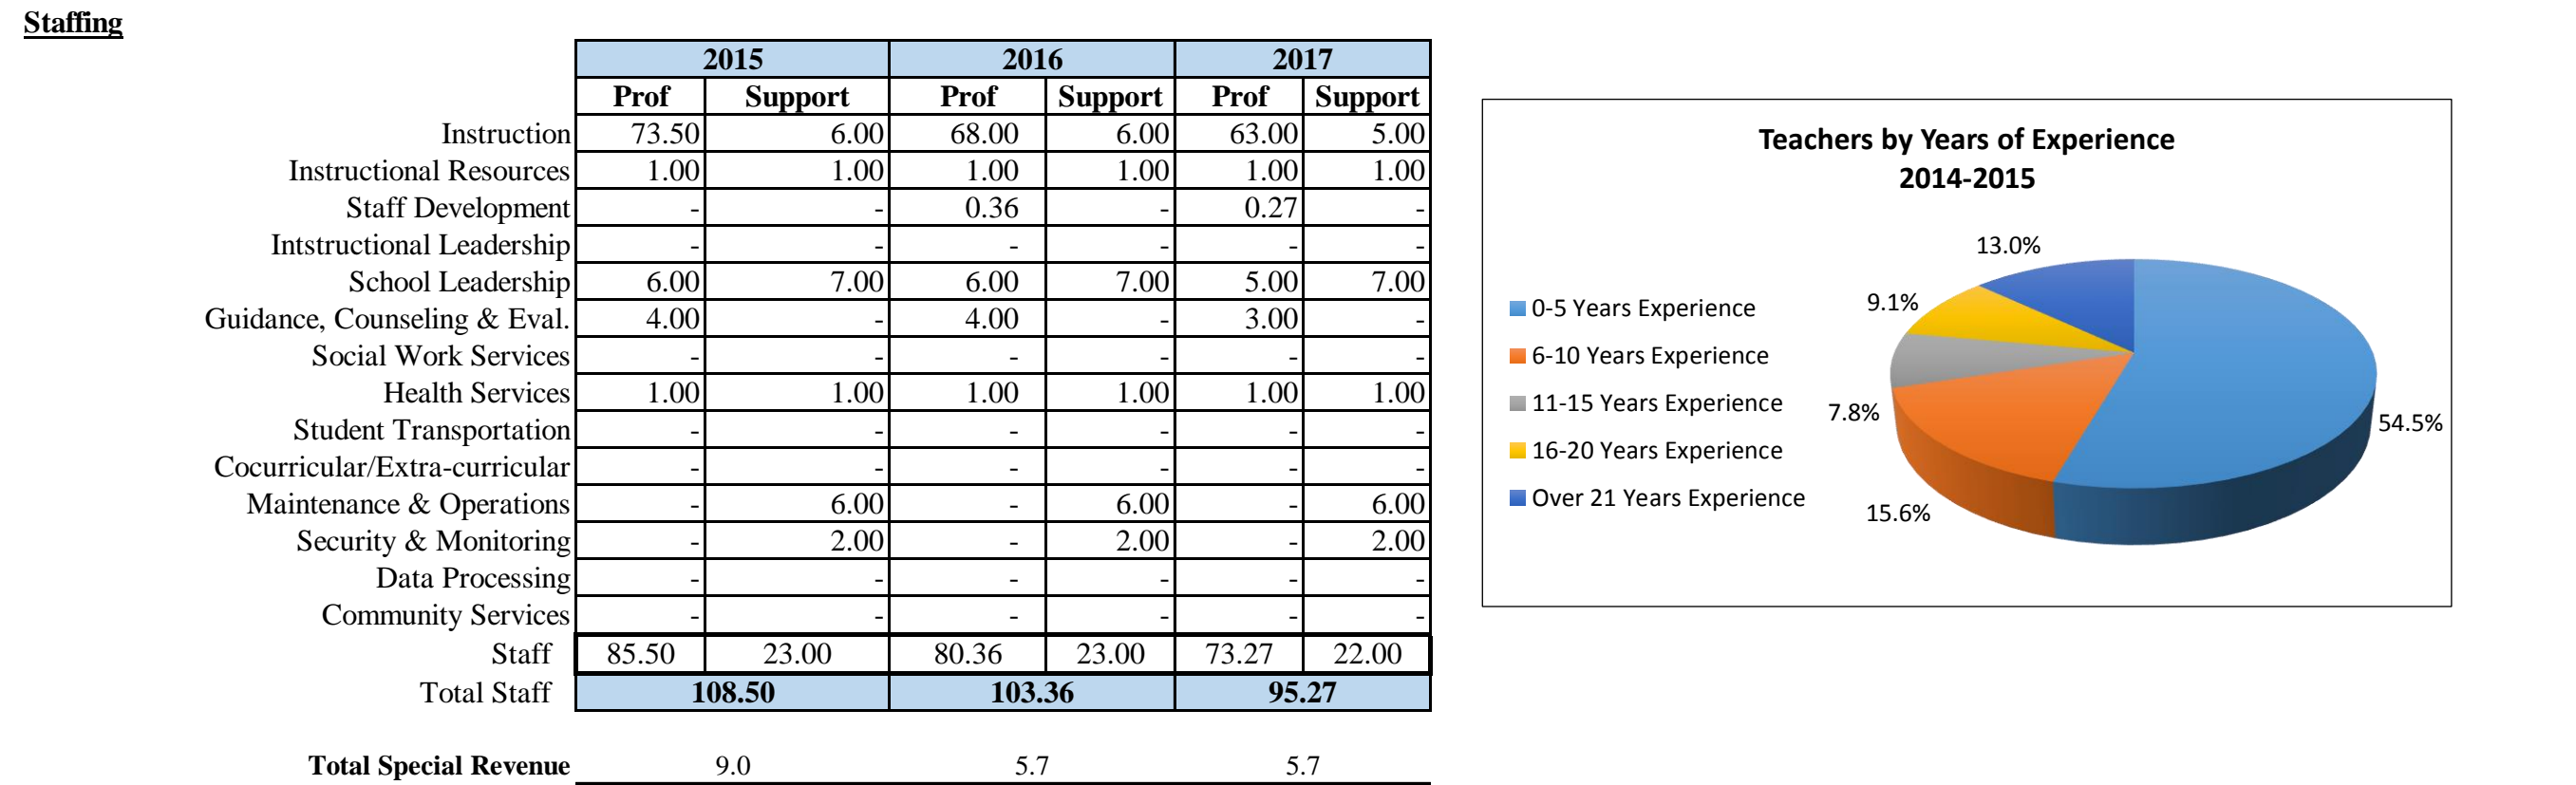 Staffing
2015 2016 2017
Prof Support Prof Support Prof Support
Instruction 73.50 6.00 68.00 6.00 63.00 5.00
Instructional Resources 1.00 1.00 1.00 1.00 1.00 1.00
Staff Development - - 0.36 - 0.27 -
Intstructional Leadership - - - - - -
School Leadership 6.00 7.00 6.00 7.00 5.00 7.00
Guidance, Counseling & Eval. 4.00 - 4.00 - 3.00 -
Social Work Services - - - - - -
Health Services 1.00 1.00 1.00 1.00 1.00 1.00
Student Transportation - - - - - -
Cocurricular/Extra-curricular - - - - - -
Maintenance & Operations - 6.00 - 6.00 - 6.00
Security & Monitoring - 2.00 - 2.00 - 2.00
Data Processing - - - - - -
Community Services - - - - - -
Staff 85.50 23.00 80.36 23.00 73.27 22.00
Total Staff 108.50 103.36 95.27
Total Special Revenue 9.0 5.7 5.7
Teachers by Years of Experience
2014-2015
0-5 Years Experience
6-10 Years Experience
11-15 Years Experience
16-20 Years Experience
Over 21 Years Experience
13.0%
9.1%
7.8%
54.5%
15.6%